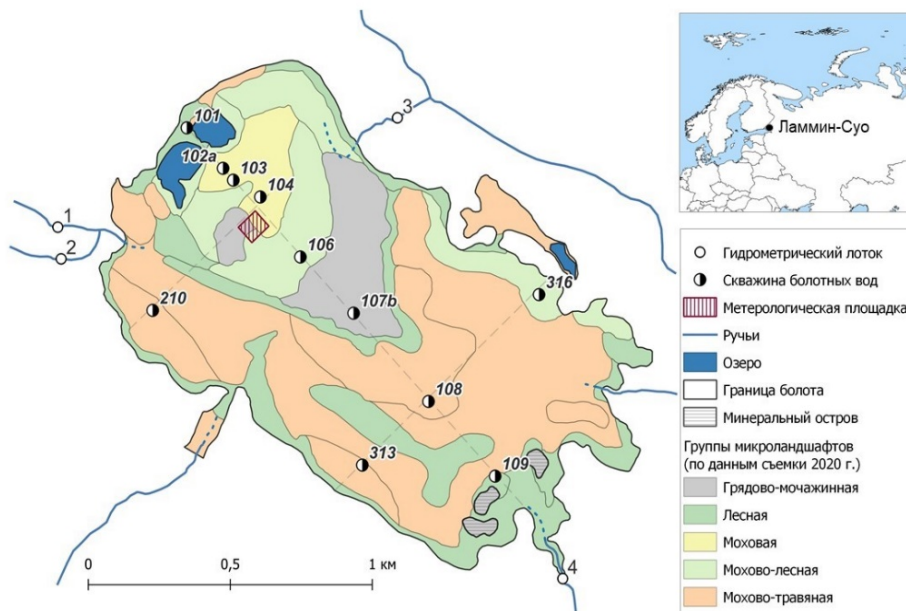 101
102a
103
104
106
107b
108
109
210
313
316
1
2
3
4
0
0,5
1 км
Ламмин-Суо
Гидрометрический лоток
Скважина болотных вод
Метерологическая площадка
Ручьи
Озеро
Граница болота
Минеральный остров
Группы микроландшафтов
(по данным съемки 2020 г.)
Грядово-мочажинная
Лесная
Моховая
Мохово-лесная
Мохово-травяная